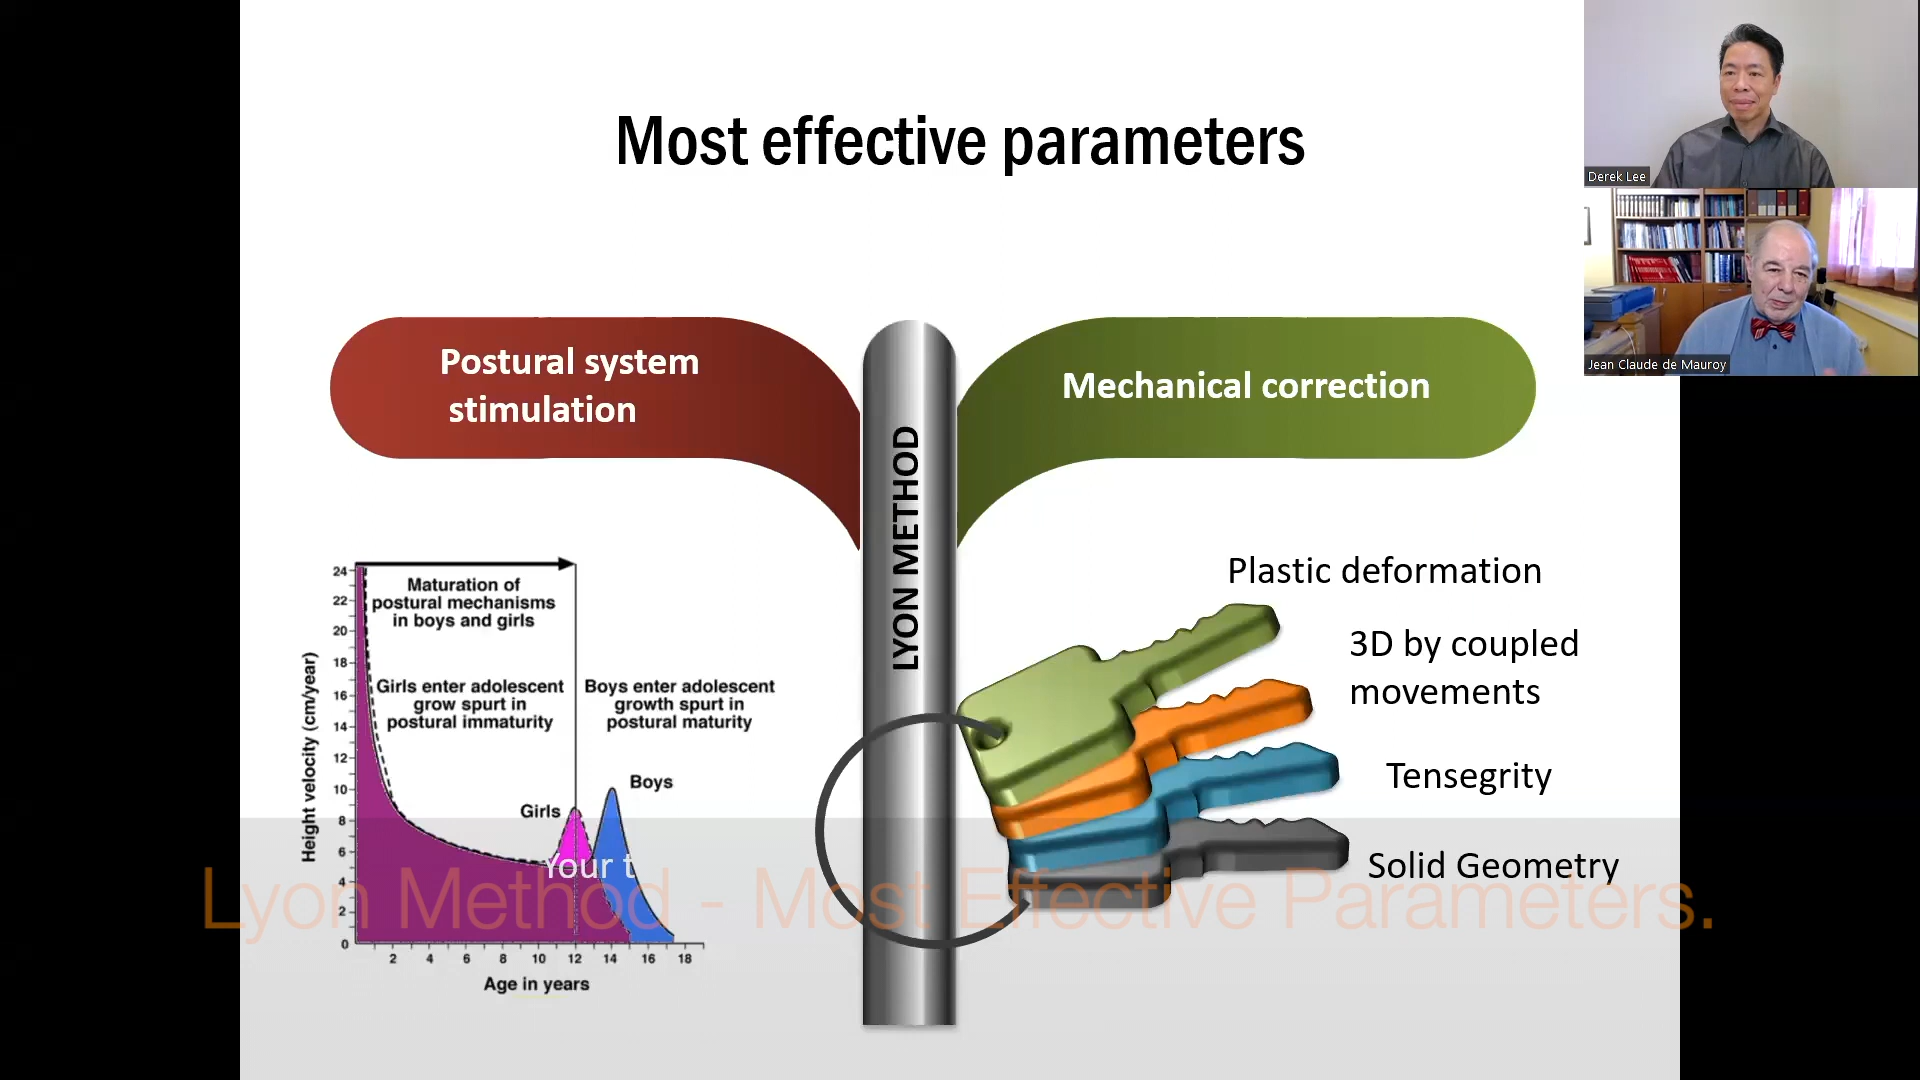 Most effective parameters
Derek Lee
Jean Claude de Mauroy
Postural system
stimulation
Mechanical correction
LYON METHOD
Maturation of
postural mechanisms
in boys and girls
Girls enter adolescent
grow spurt in
postural immaturity
Boys enter adolescent
growth spurt in
postural maturity
Boys
Girls
Height velocity (cm/year)
24
22
20
18
16
14
12
10
8
6
4
2
0
2 4 6 8 10 12 14 16 18
Age in years
Plastic deformation
3D by coupled
movements
Tensegrity
Solid Geometry
Your t
Lyon Method - Most Effective Parameters.